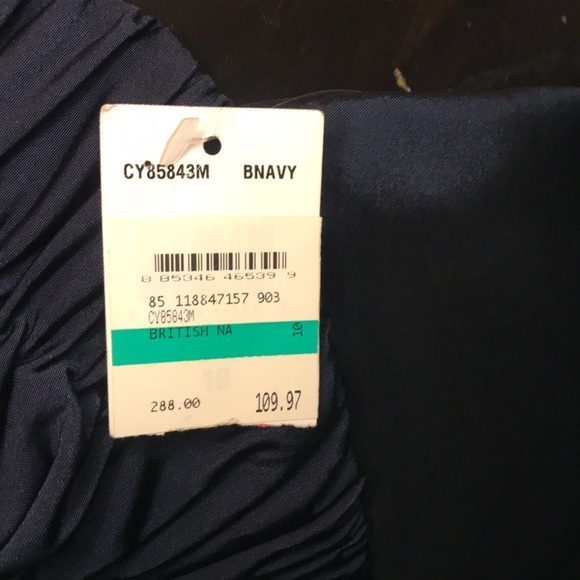 CY85843M BNAVY
8 85346 46539 9
85 118847157 903
CY85843M
BRITISH NA 10
10
288.00 109.97